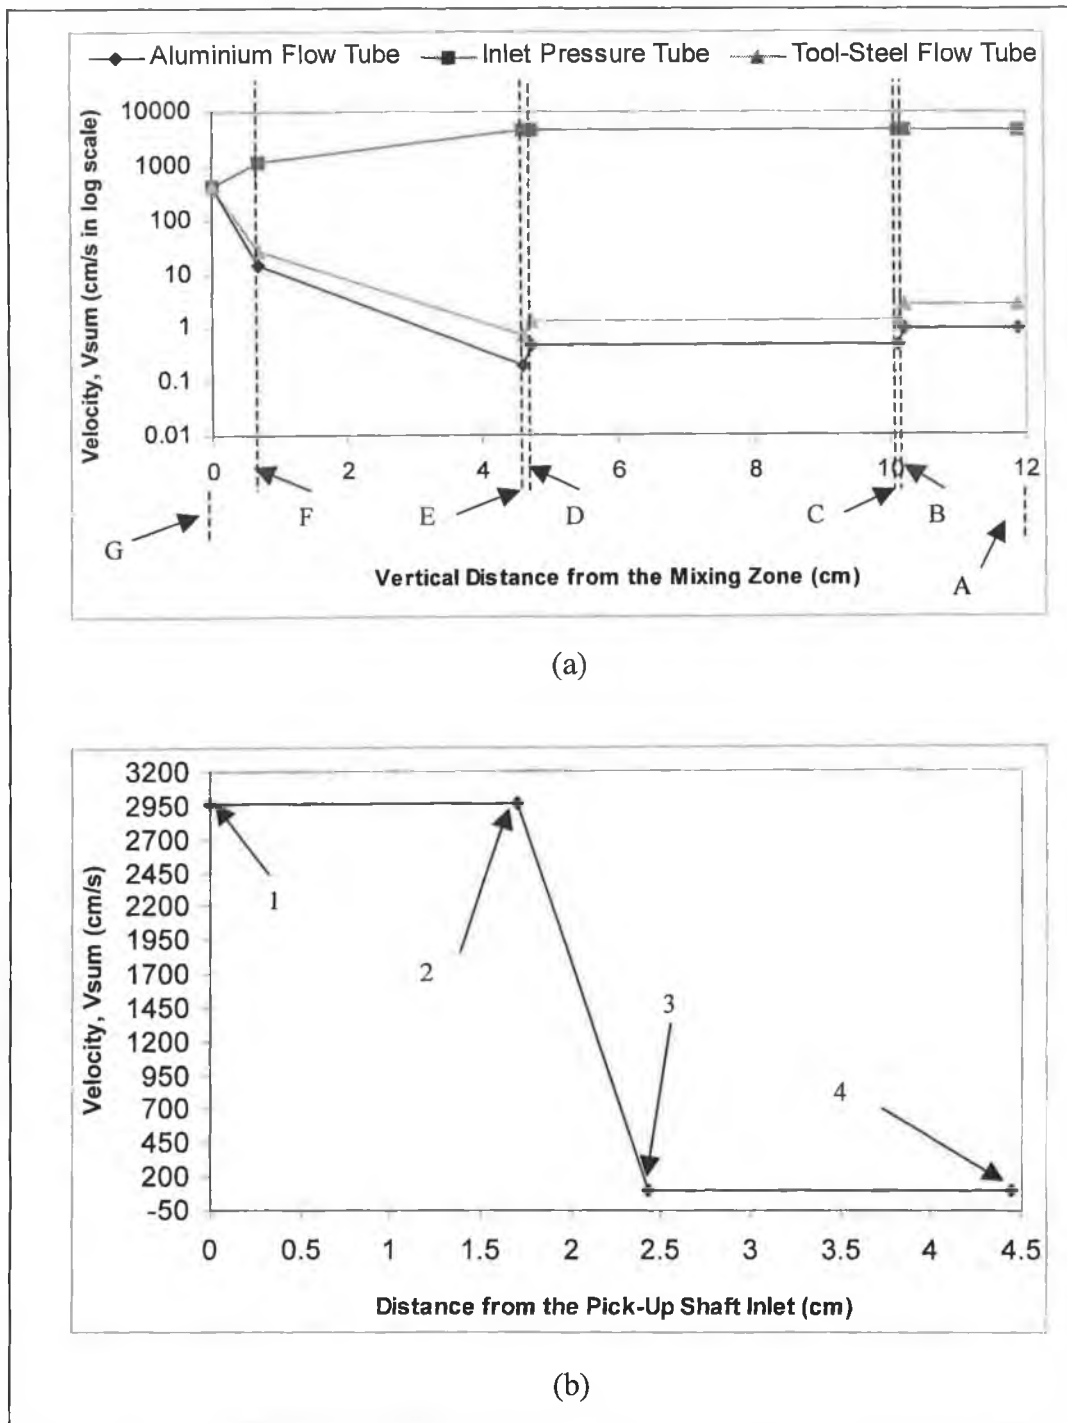 Aluminium Flow Tube Inlet Pressure Tube Tool-Steel Flow Tube
Velocity, Vsum (cm/s in log scale)
10000
1000
100
10
1
0.1
0.01
0 2 4 6 8 10 12
G F E D C B A
Vertical Distance from the Mixing Zone (cm)
(a)
Velocity, Vsum (cm/s)
3200
2950
2700
2450
2200
1950
1700
1450
1200
950
700
450
200
-50
1
2
3
4
0 0.5 1 1.5 2 2.5 3 3.5 4 4.5
Distance from the Pick-Up Shaft Inlet (cm)
(b)